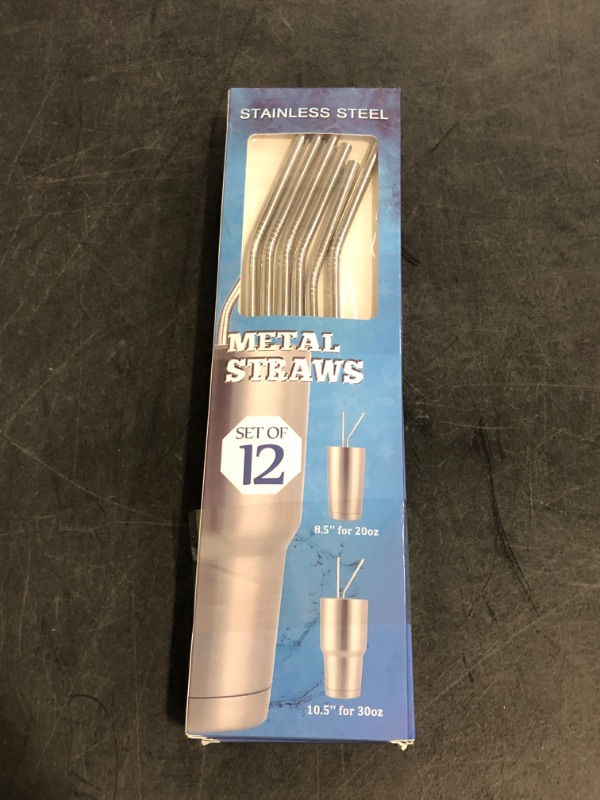 STAINLESS STEEL
METAL
STRAWS
SET OF
12
8.5" for 20oz
10.5" for 30oz